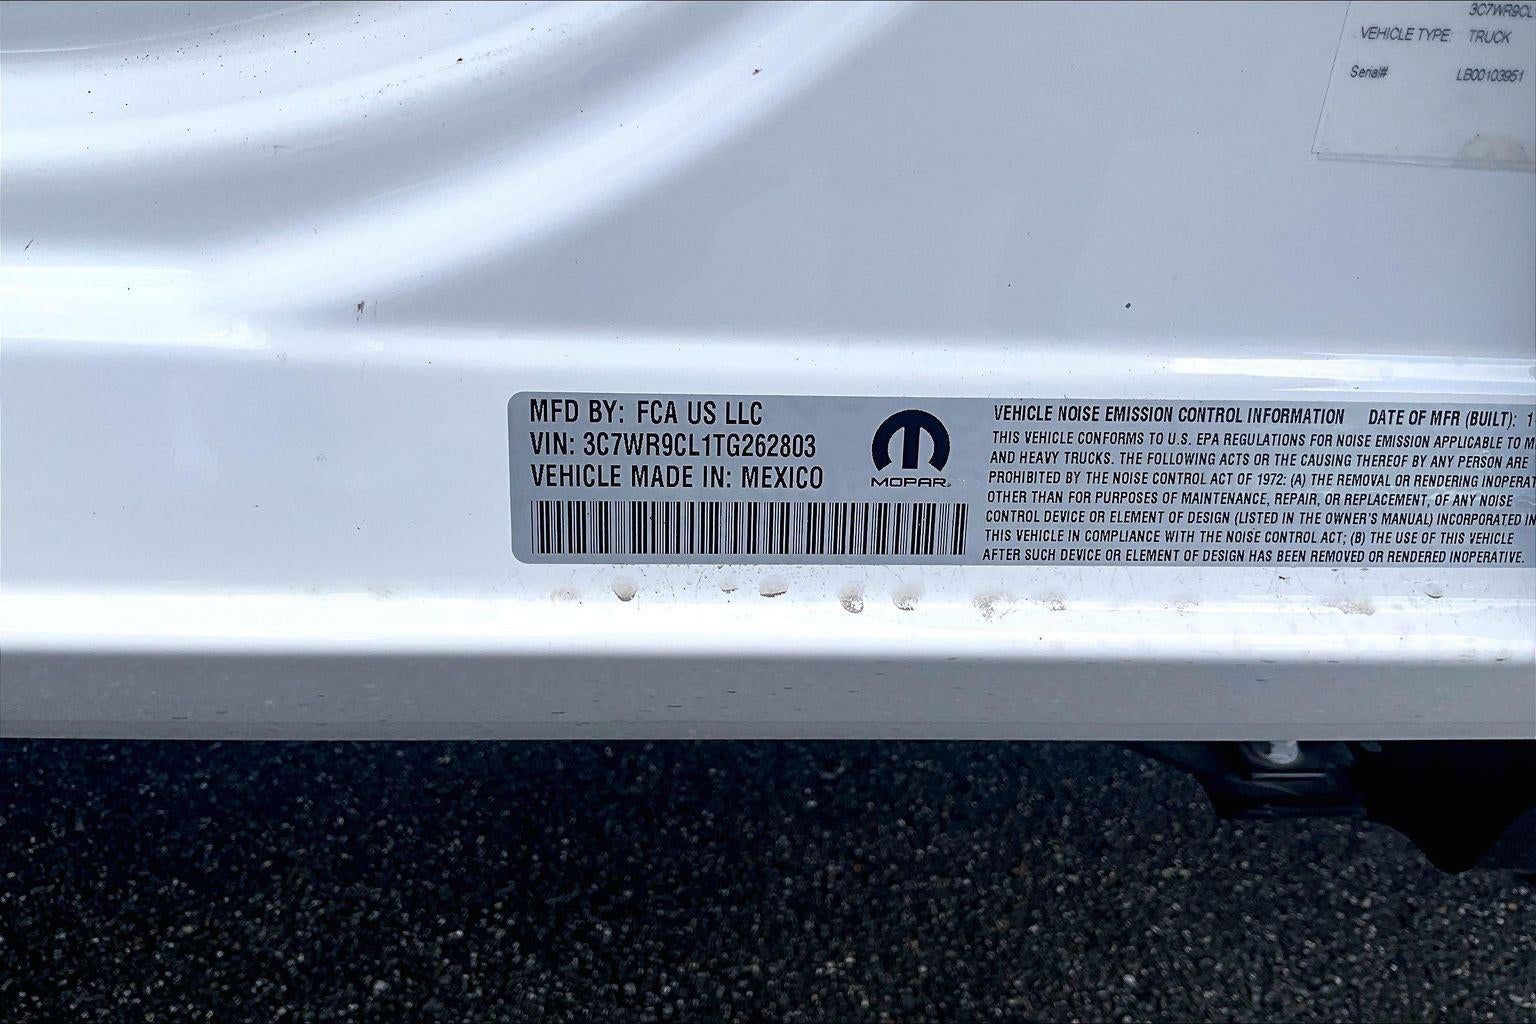 3C7WR9CL
VEHICLE TYPE: TRUCK
Serial# LB00103951
MFD BY: FCA US LLC
VIN: 3C7WR9CL1TG262803
VEHICLE MADE IN: MEXICO
MOPAR®
VEHICLE NOISE EMISSION CONTROL INFORMATION DATE OF MFR (BUILT): 1
THIS VEHICLE CONFORMS TO U.S. EPA REGULATIONS FOR NOISE EMISSION APPLICABLE TO M
AND HEAVY TRUCKS. THE FOLLOWING ACTS OR THE CAUSING THEREOF BY ANY PERSON ARE
PROHIBITED BY THE NOISE CONTROL ACT OF 1972: (A) THE REMOVAL OR RENDERING INOPERAT
OTHER THAN FOR PURPOSES OF MAINTENANCE, REPAIR, OR REPLACEMENT, OF ANY NOISE
CONTROL DEVICE OR ELEMENT OF DESIGN (LISTED IN THE OWNER'S MANUAL) INCORPORATED IN
THIS VEHICLE IN COMPLIANCE WITH THE NOISE CONTROL ACT; (B) THE USE OF THIS VEHICLE
AFTER SUCH DEVICE OR ELEMENT OF DESIGN HAS BEEN REMOVED OR RENDERED INOPERATIVE.